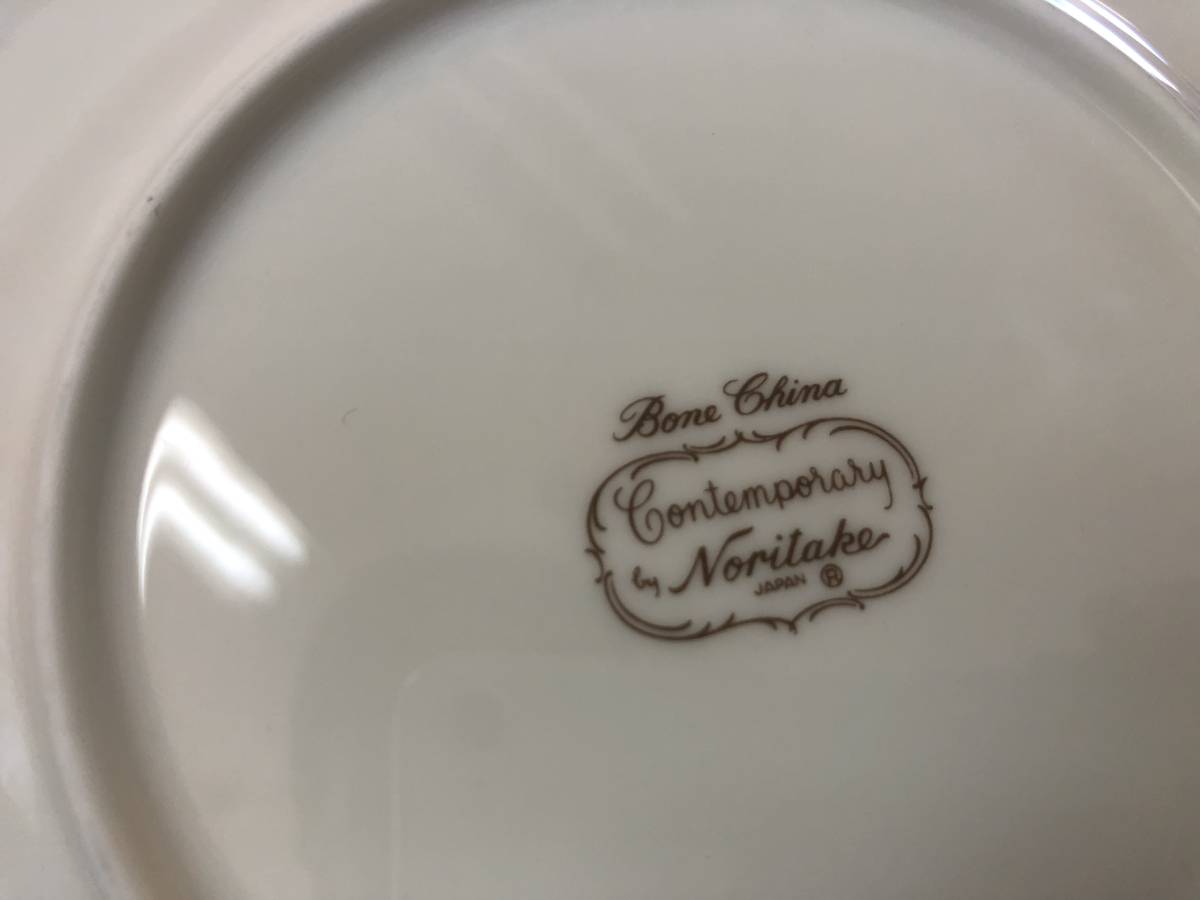 Bone China
Contemporary
by Noritake
JAPAN ®